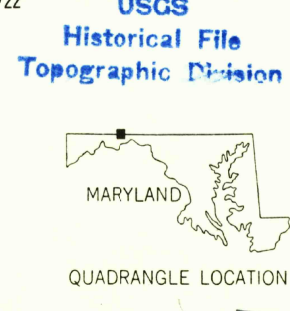 USGS
Historical File
Topographic Division
MARYLAND
QUADRANGLE LOCATION